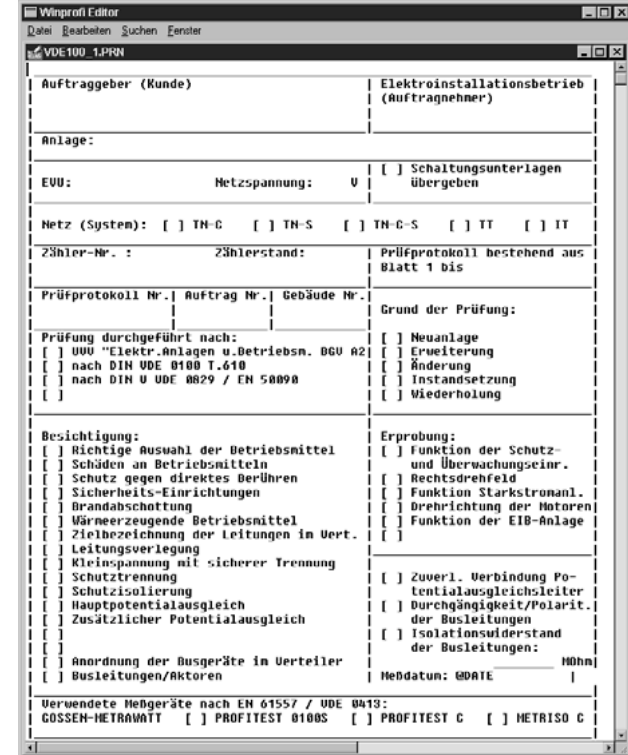 Winprofi Editor
Datei Bearbeiten Suchen Fenster
VDE100_1.PRN
Auftraggeber (Kunde)
Elektroinstallationsbetrieb
(Auftragnehmer)
Anlage:
EVU: Netzspannung: V
[ ] Schaltungsunterlagen
übergeben
Netz (System): [ ] TN-C [ ] TN-S [ ] TN-C-S [ ] TT [ ] IT
Zähler-Nr. : Zählerstand:
Prüfprotokoll bestehend aus
Blatt 1 bis
Prüfprotokoll Nr.| Auftrag Nr.| Gebäude Nr.
Grund der Prüfung:
Prüfung durchgeführt nach:
[ ] UVV "Elektr.Anlagen u.Betriebsm. BGV A2
[ ] nach DIN VDE 0100 T.610
[ ] nach DIN V VDE 0829 / EN 50090
[ ]
[ ] Neuanlage
[ ] Erweiterung
[ ] Änderung
[ ] Instandsetzung
[ ] Wiederholung
Besichtigung:
[ ] Richtige Auswahl der Betriebsmittel
[ ] Schäden an Betriebsmitteln
[ ] Schutz gegen direktes Berühren
[ ] Sicherheits-Einrichtungen
[ ] Brandabschottung
[ ] Wärmeerzeugende Betriebsmittel
[ ] Zielbezeichnung der Leitungen im Vert.
[ ] Leitungsverlegung
[ ] Kleinspannung mit sicherer Trennung
[ ] Schutztrennung
[ ] Schutzisolierung
[ ] Hauptpotentialausgleich
[ ] Zusätzlicher Potentialausgleich
[ ]
[ ]
[ ] Anordnung der Busgeräte im Verteiler
[ ] Busleitungen/Aktoren
Erprobung:
[ ] Funktion der Schutz-
und Überwachungseinr.
[ ] Rechtsdrehfeld
[ ] Funktion Starkstromanl.
[ ] Drehrichtung der Motoren
[ ] Funktion der EIB-Anlage
[ ]
[ ] Zuverl. Verbindung Po-
tentialausgleichsleiter
[ ] Durchgängigkeit/Polarit.
der Busleitungen
[ ] Isolationswiderstand
der Busleitungen:
MOhm
Meßdatum: @DATE
Verwendete Meßgeräte nach EN 61557 / VDE 0413:
GOSSEN-METRAWATT [ ] PROFITEST 0100S [ ] PROFITEST C [ ] METRISO C